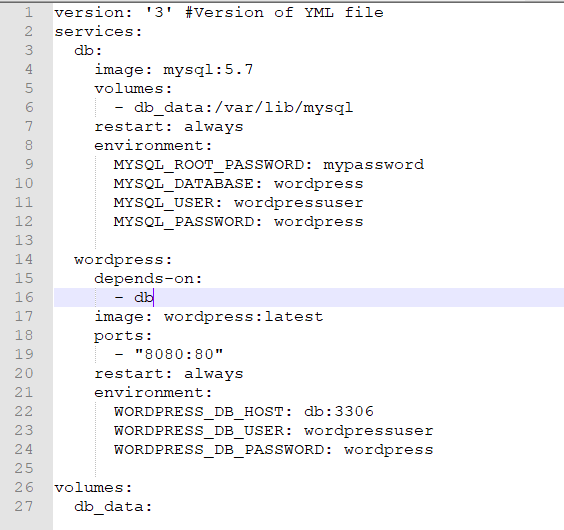 1 version: '3' #Version of YML file
2 services:
3   db:
4     image: mysql:5.7
5     volumes:
6       - db_data:/var/lib/mysql
7     restart: always
8     environment:
9       MYSQL_ROOT_PASSWORD: mypassword
10       MYSQL_DATABASE: wordpress
11       MYSQL_USER: wordpressuser
12       MYSQL_PASSWORD: wordpress
13
14   wordpress:
15     depends-on:
16       - db
17     image: wordpress:latest
18     ports:
19       - "8080:80"
20     restart: always
21     environment:
22       WORDPRESS_DB_HOST: db:3306
23       WORDPRESS_DB_USER: wordpressuser
24       WORDPRESS_DB_PASSWORD: wordpress
25
26 volumes:
27   db_data: